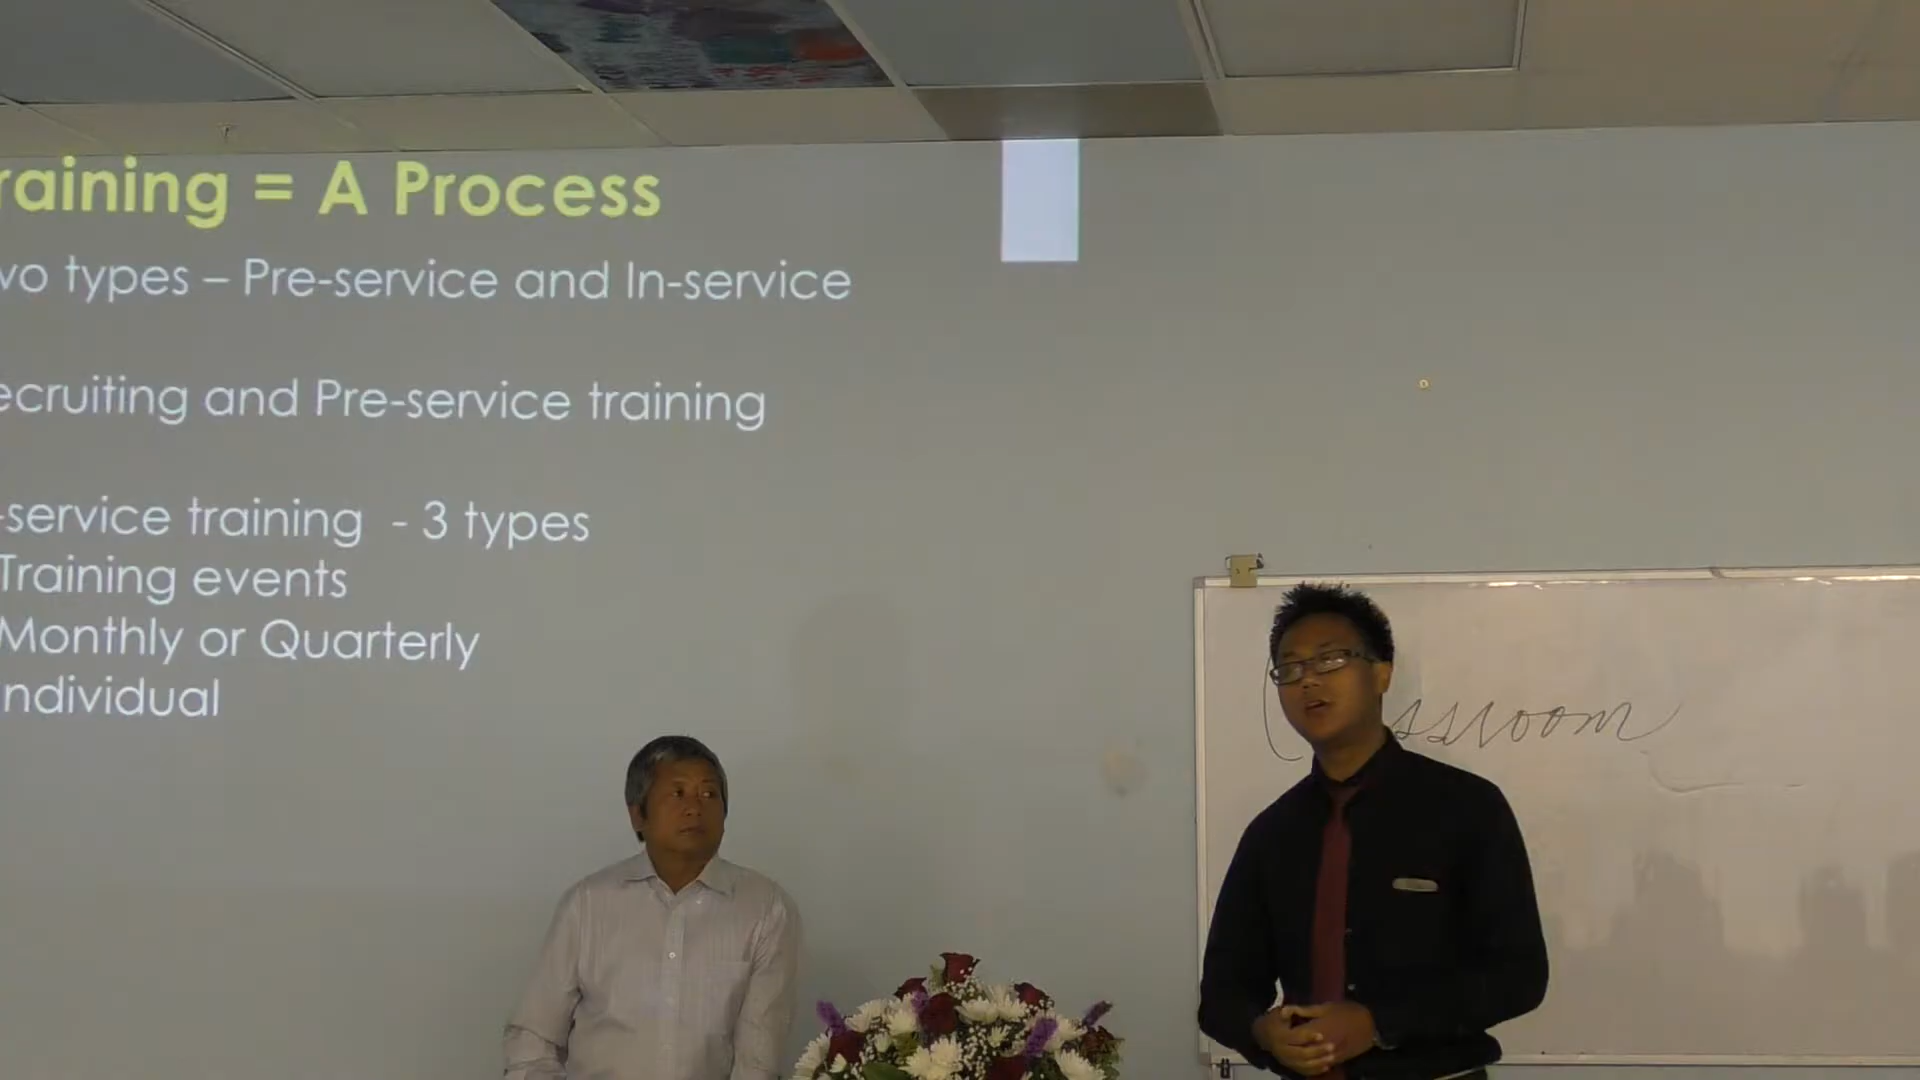 raining = A Process
wo types – Pre-service and In-service
ecruiting and Pre-service training
-service training - 3 types
Training events
Monthly or Quarterly
ndividual
ssroom